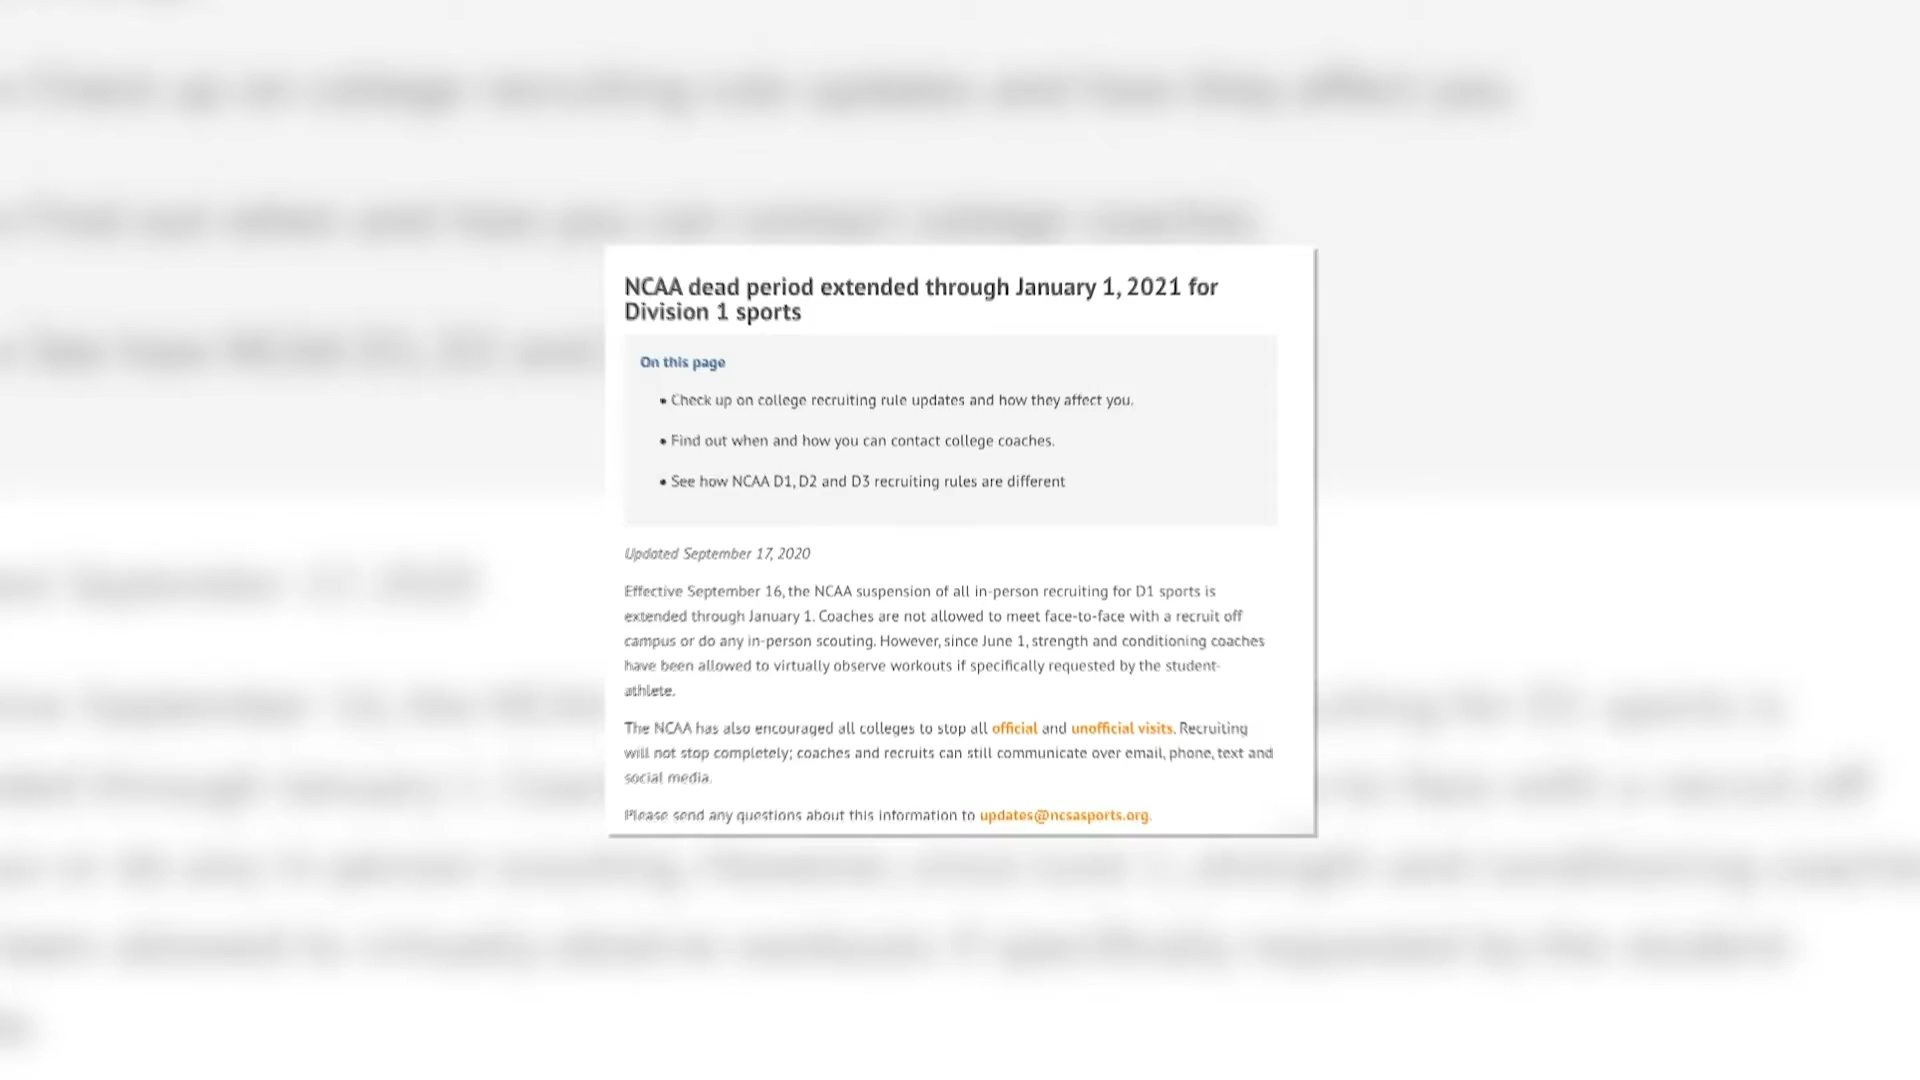 NCAA dead period extended through January 1, 2021 for
Division 1 sports
On this page
• Check up on college recruiting rule updates and how they affect you.
• Find out when and how you can contact college coaches.
• See how NCAA D1, D2 and D3 recruiting rules are different
Updated September 17, 2020
Effective September 16, the NCAA suspension of all in-person recruiting for D1 sports is
extended through January 1. Coaches are not allowed to meet face-to-face with a recruit off
campus or do any in-person scouting. However, since June 1, strength and conditioning coaches
have been allowed to virtually observe workouts if specifically requested by the student-
athlete.
The NCAA has also encouraged all colleges to stop all official and unofficial visits. Recruiting
will not stop completely; coaches and recruits can still communicate over email, phone, text and
social media.
Please send any questions about this information to updates@ncsasports.org.